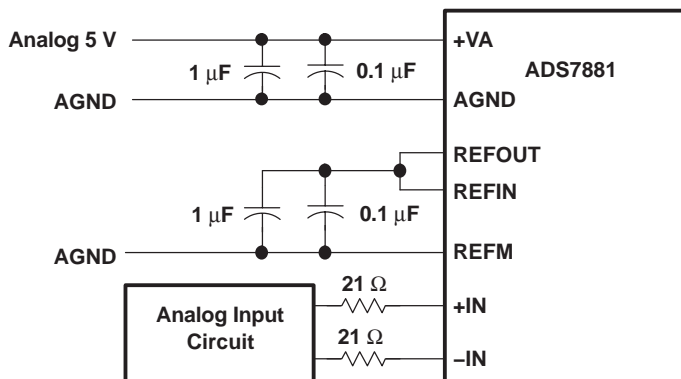 Analog 5 V
+VA
1 μF
0.1 μF
ADS7881
AGND
AGND
REFOUT
REFIN
1 μF
0.1 μF
AGND
REFM
21 Ω
+IN
Analog Input
Circuit
21 Ω
−IN